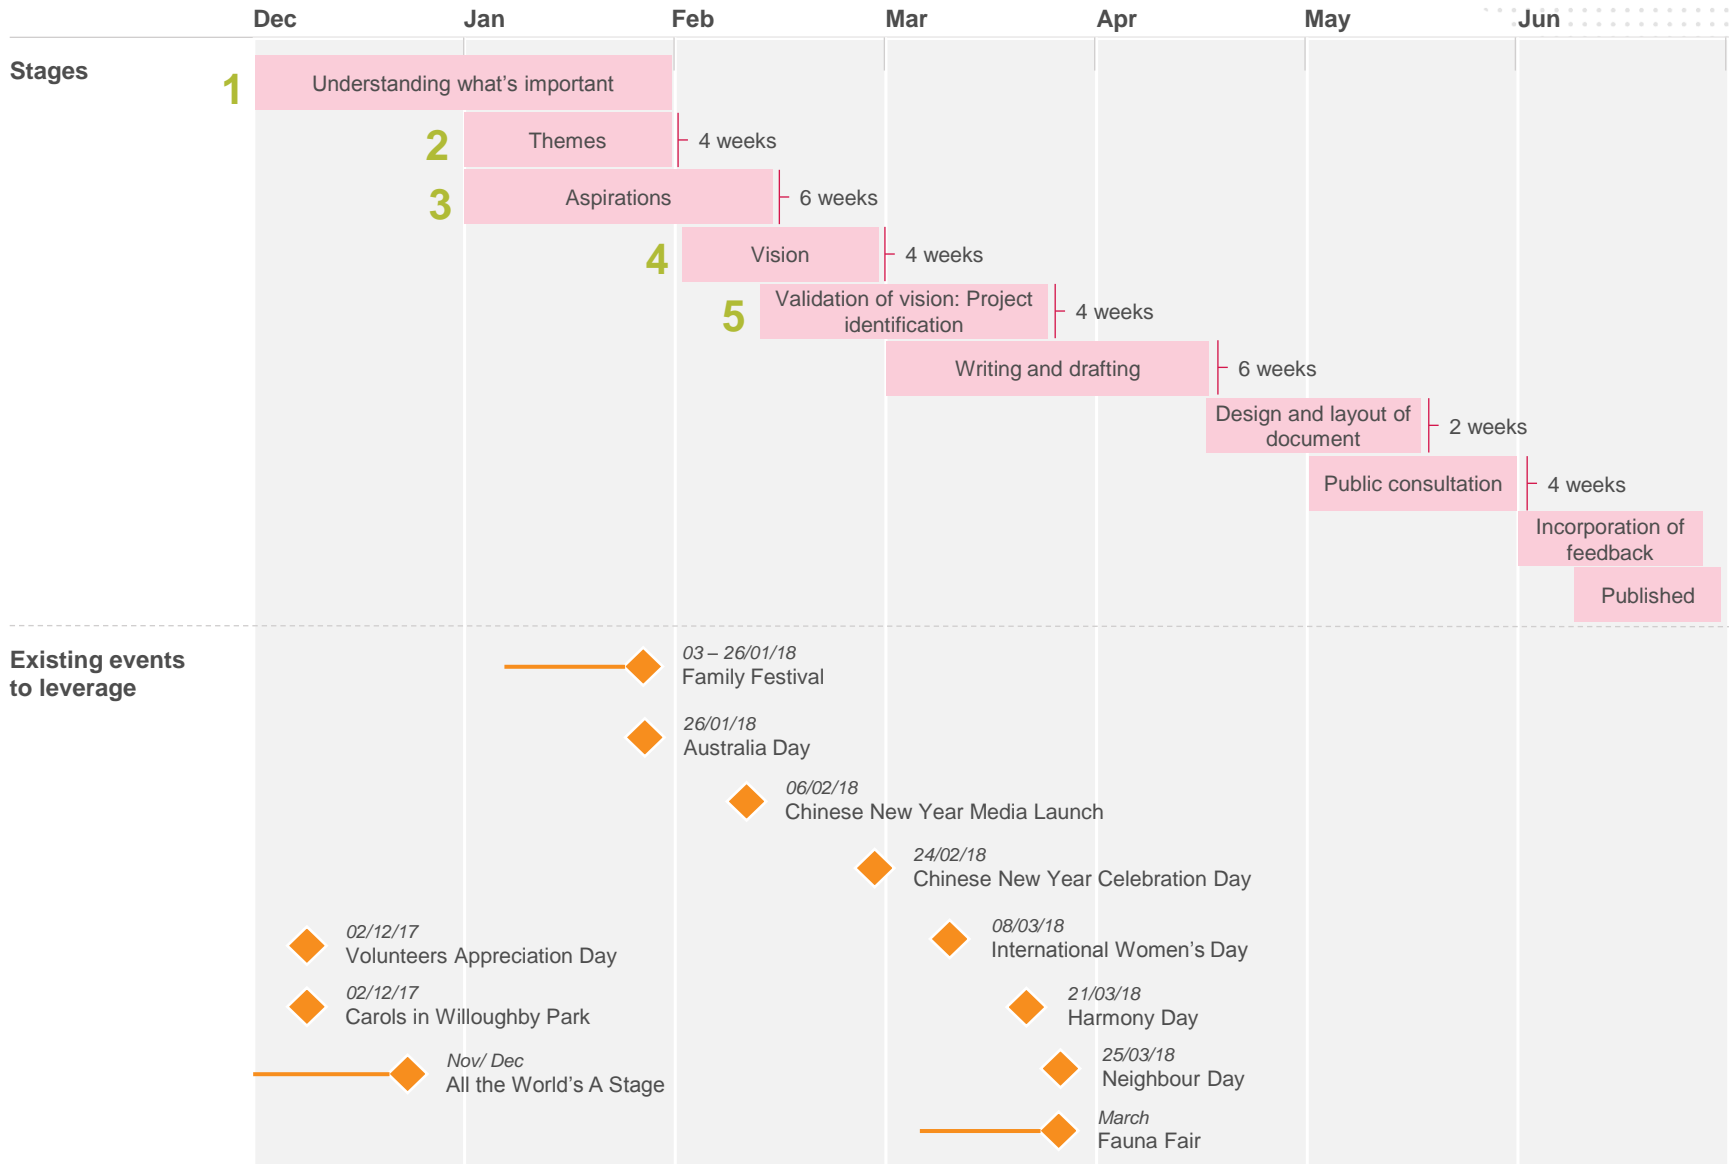 Dec Jan Feb Mar Apr May Jun
Stages
1 Understanding what’s important
2 Themes 4 weeks
3 Aspirations 6 weeks
4 Vision 4 weeks
5 Validation of vision: Project
identification
4 weeks
Writing and drafting 6 weeks
Design and layout of
document
2 weeks
Public consultation 4 weeks
Incorporation of
feedback
Published
Existing events
to leverage
03 – 26/01/18
Family Festival
26/01/18
Australia Day
06/02/18
Chinese New Year Media Launch
24/02/18
Chinese New Year Celebration Day
02/12/17
Volunteers Appreciation Day
08/03/18
International Women’s Day
02/12/17
Carols in Willoughby Park
21/03/18
Harmony Day
Nov/ Dec
All the World’s A Stage
25/03/18
Neighbour Day
March
Fauna Fair